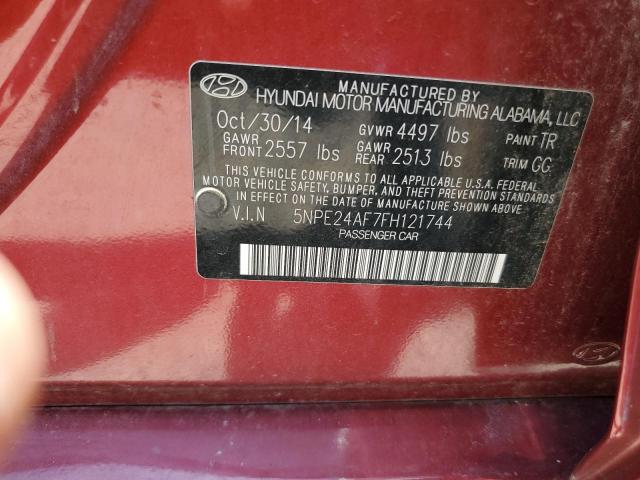 MANUFACTURED BY
HYUNDAI MOTOR MANUFACTURING ALABAMA, LLC
Oct/30/14 GVWR 4497 lbs PAINT TR
GAWR FRONT 2557 lbs GAWR REAR 2513 lbs TRIM GG
THIS VEHICLE CONFORMS TO ALL APPLICABLE U.S.A. FEDERAL
MOTOR VEHICLE SAFETY, BUMPER, AND THEFT PREVENTION STANDARDS
IN EFFECT ON THE DATE OF MANUFACTURE SHOWN ABOVE.
V.I.N 5NPE24AF7FH121744
PASSENGER CAR